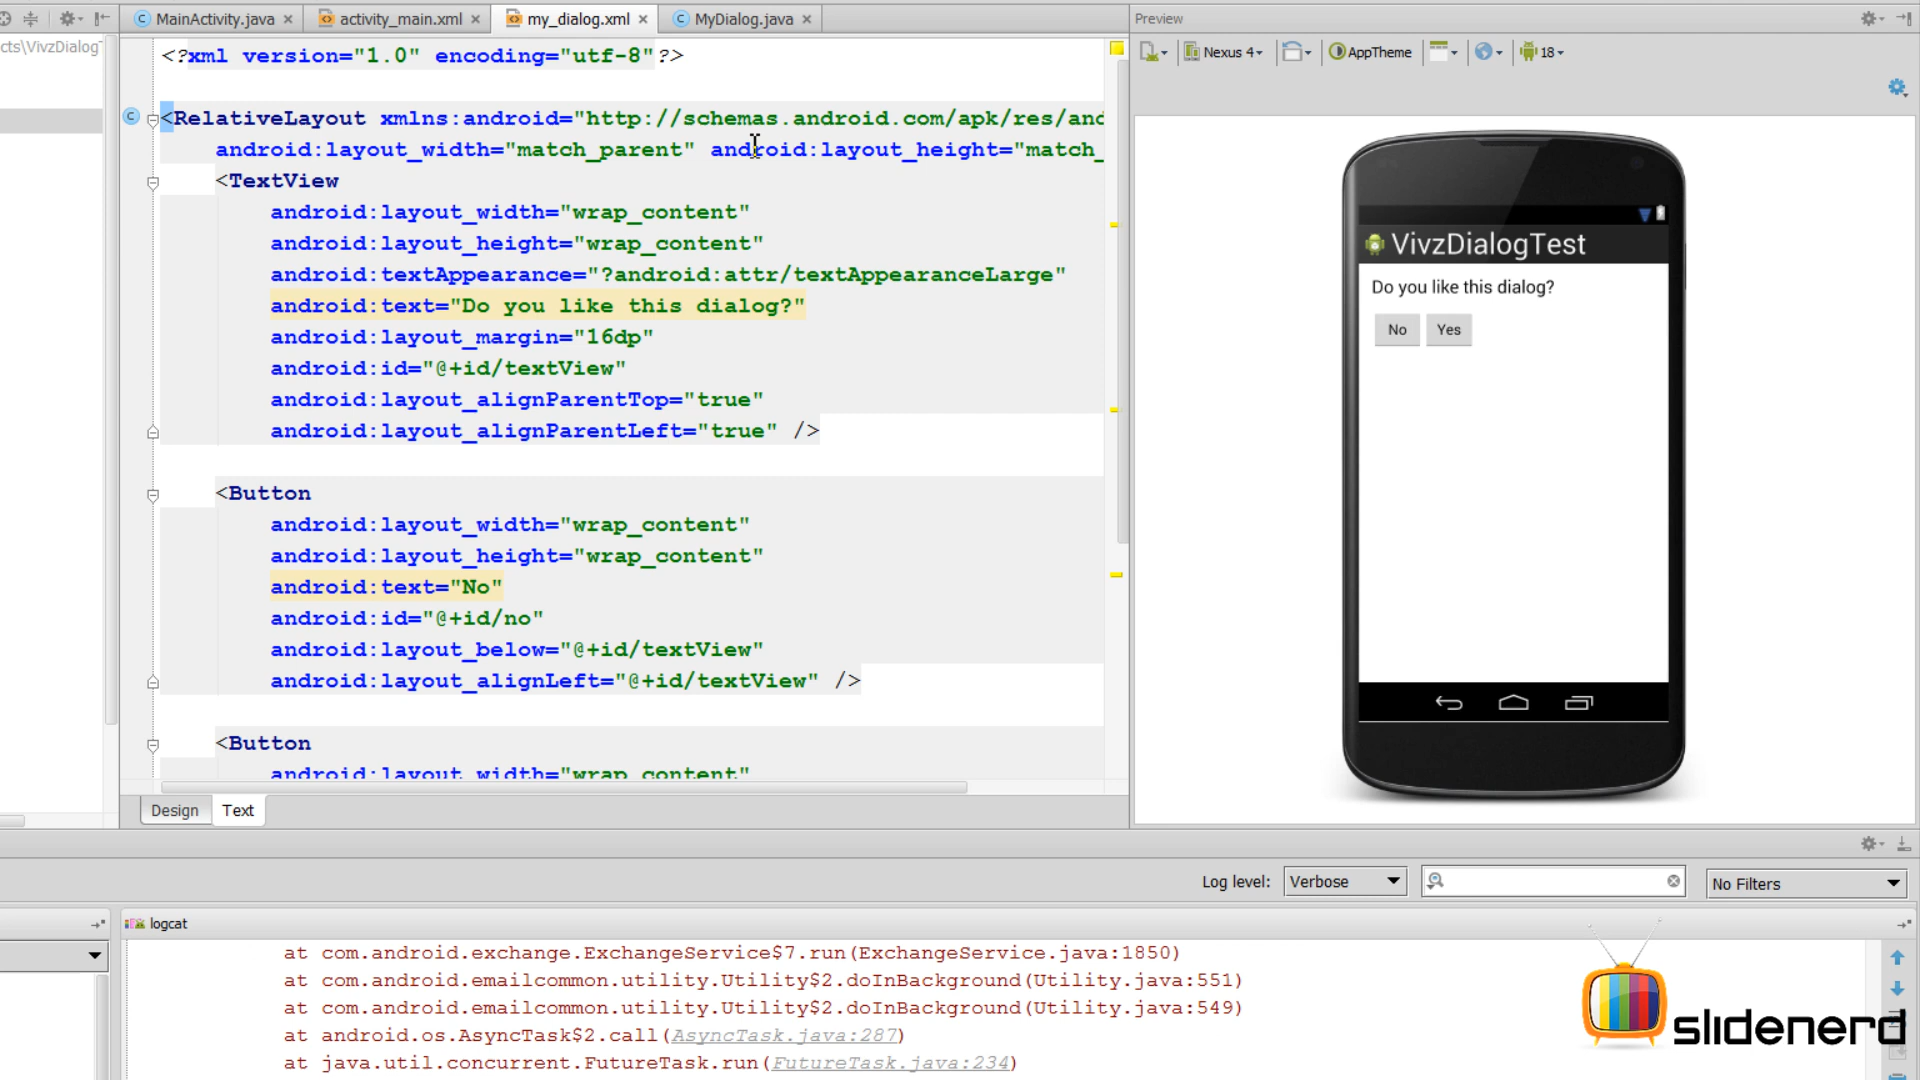 MainActivity.java
activity_main.xml
my_dialog.xml
MyDialog.java
cts\VivzDialog
<?xml version="1.0" encoding="utf-8"?>
<RelativeLayout xmlns:android="http://schemas.android.com/apk/res/and
android:layout_width="match_parent" android:layout_height="match_
<TextView
android:layout_width="wrap_content"
android:layout_height="wrap_content"
android:textAppearance="?android:attr/textAppearanceLarge"
android:text="Do you like this dialog?"
android:layout_margin="16dp"
android:id="@+id/textView"
android:layout_alignParentTop="true"
android:layout_alignParentLeft="true" />
<Button
android:layout_width="wrap_content"
android:layout_height="wrap_content"
android:text="No"
android:id="@+id/no"
android:layout_below="@+id/textView"
android:layout_alignLeft="@+id/textView" />
<Button
android:layout_width="wrap_content"
Design Text
Preview
Nexus 4 AppTheme 18
VivzDialogTest
Do you like this dialog?
No Yes
Log level: Verbose No Filters
logcat
at com.android.exchange.ExchangeService$7.run(ExchangeService.java:1850)
at com.android.emailcommon.utility.Utility$2.doInBackground(Utility.java:551)
at com.android.emailcommon.utility.Utility$2.doInBackground(Utility.java:549)
at android.os.AsyncTask$2.call(AsyncTask.java:287)
at java.util.concurrent.FutureTask.run(FutureTask.java:234)
slidenerd